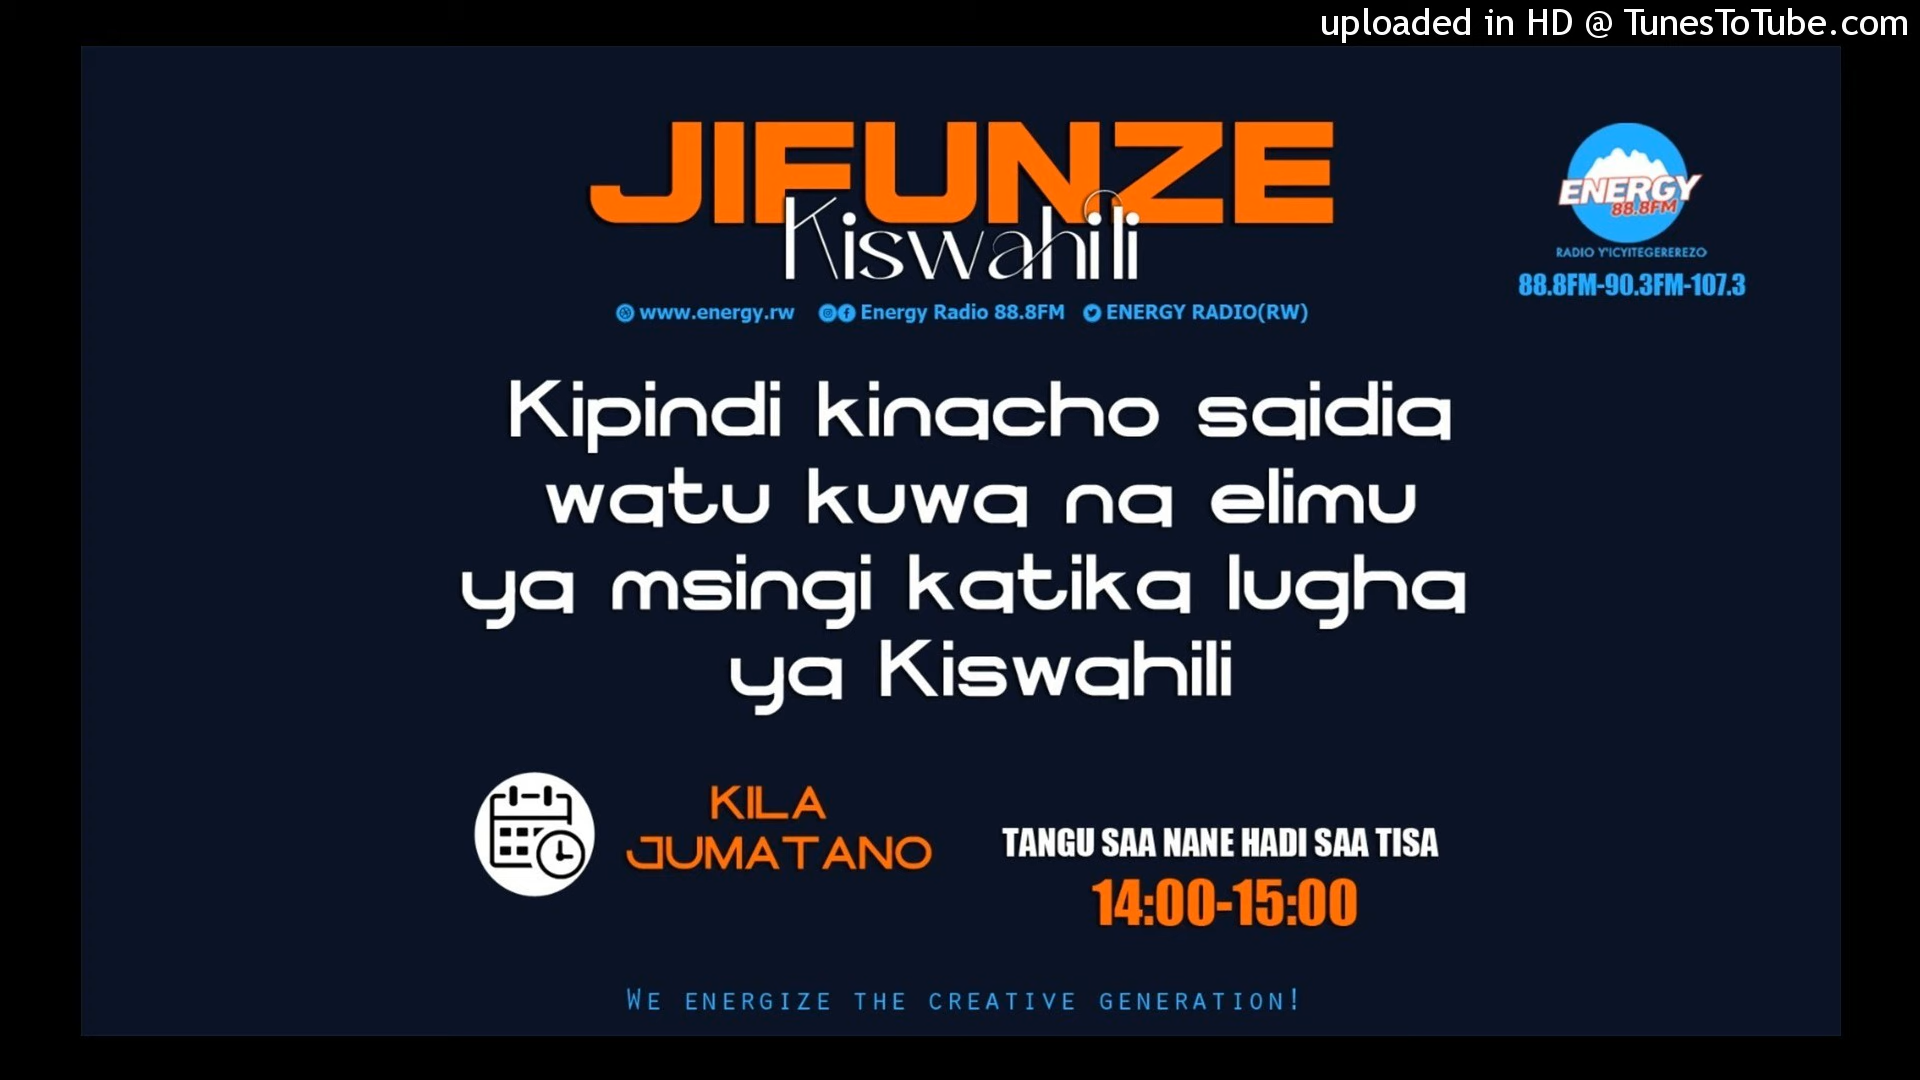 uploaded in HD @ TunesToTube.com
JIFUNZE
Kiswahili
www.energy.rw Energy Radio 88.8FM ENERGY RADIO(RW)
ENERGY
88.8FM
RADIO Y'ICYITEGEREREZO
88.8FM-90.3FM-107.3
Kipindi kinacho saidia
watu kuwa na elimu
ya msingi katika lugha
ya Kiswahili
KILA
JUMATANO
TANGU SAA NANE HADI SAA TISA
14:00-15:00
WE ENERGIZE THE CREATIVE GENERATION!